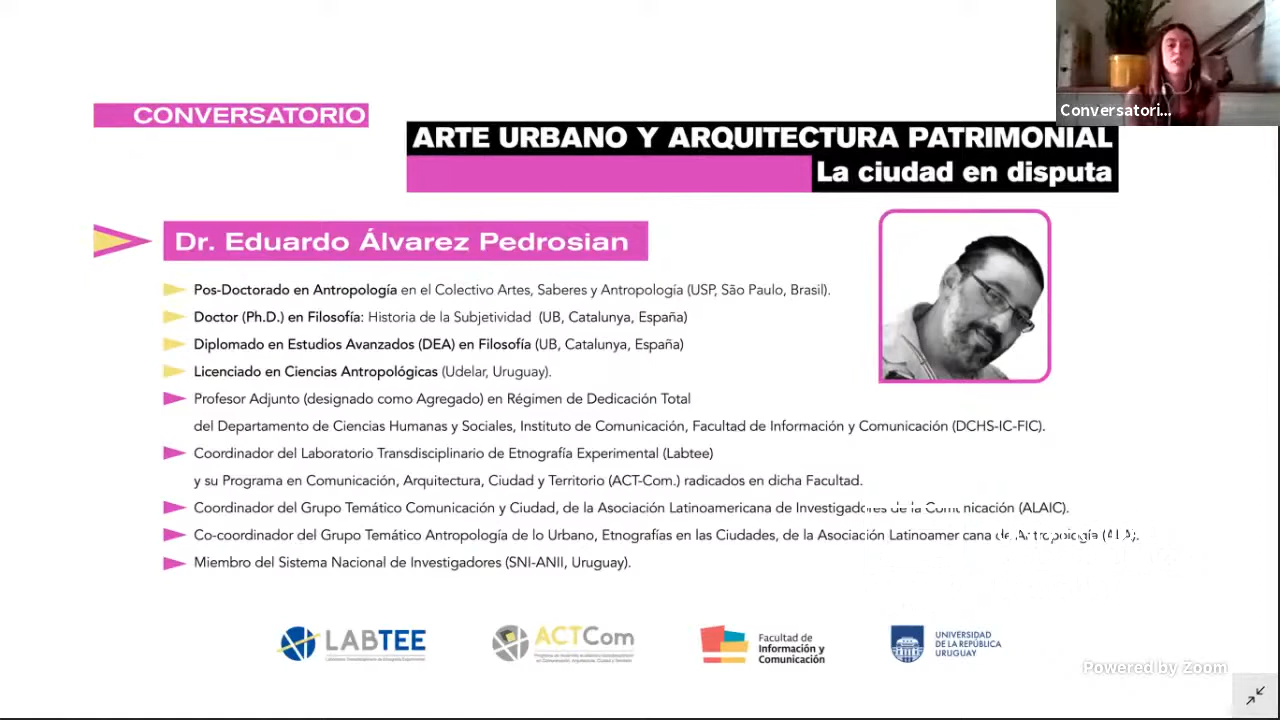 Conversatori...
CONVERSATORIO
ARTE URBANO Y ARQUITECTURA PATRIMONIAL
La ciudad en disputa
Dr. Eduardo Álvarez Pedrosian
Pos-Doctorado en Antropología en el Colectivo Artes, Saberes y Antropología (USP, São Paulo, Brasil).
Doctor (Ph.D.) en Filosofía: Historia de la Subjetividad (UB, Catalunya, España)
Diplomado en Estudios Avanzados (DEA) en Filosofía (UB, Catalunya, España)
Licenciado en Ciencias Antropológicas (Udelar, Uruguay).
Profesor Adjunto (designado como Agregado) en Régimen de Dedicación Total
del Departamento de Ciencias Humanas y Sociales, Instituto de Comunicación, Facultad de Información y Comunicación (DCHS-IC-FIC).
Coordinador del Laboratorio Transdisciplinario de Etnografía Experimental (Labtee)
y su Programa en Comunicación, Arquitectura, Ciudad y Territorio (ACT-Com.) radicados en dicha Facultad.
Coordinador del Grupo Temático Comunicación y Ciudad, de la Asociación Latinoamericana de Investigadores de la Comunicación (ALAIC).
Co-coordinador del Grupo Temático Antropología de lo Urbano, Etnografías en las Ciudades, de la Asociación Latinoamericana de Antropología (ALA).
Miembro del Sistema Nacional de Investigadores (SNI-ANII, Uruguay).
LABTEE
ACTCom
Facultad de
Información y
Comunicación
UNIVERSIDAD
DE LA REPÚBLICA
URUGUAY
Powered by Zoom